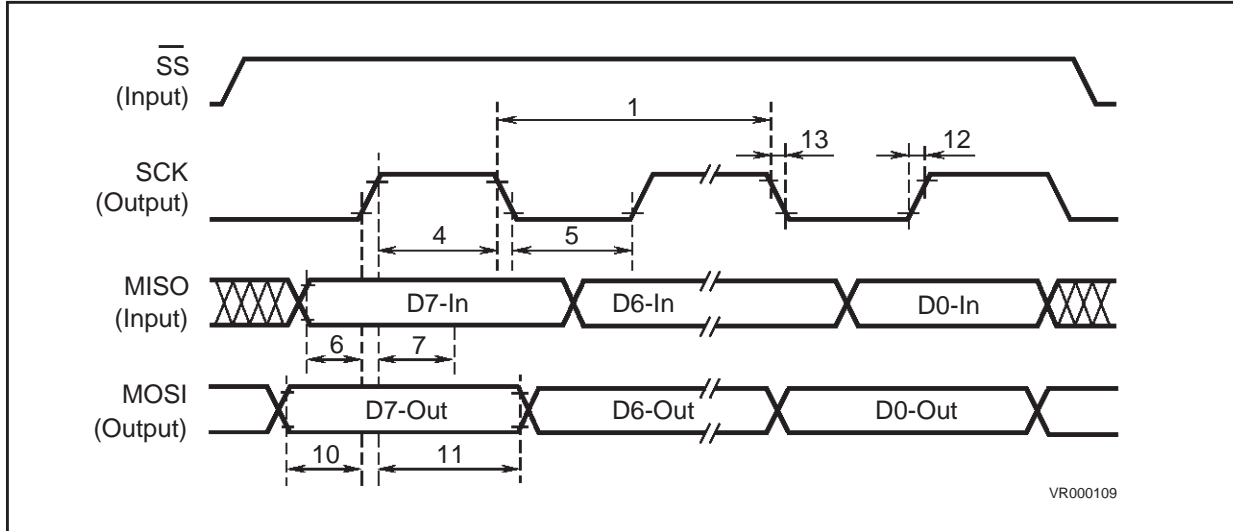 SS
(Input)
1
13
12
SCK
(Output)
4
5
MISO
(Input)
D7-In
D6-In
D0-In
6
7
MOSI
(Output)
D7-Out
D6-Out
D0-Out
10
11
VR000109